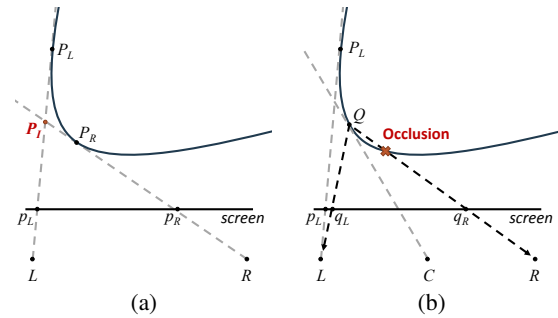 P_L
P_I
P_R
screen
p_L
p_R
L
R
(a)
P_L
Q
Occlusion
screen
p_L q_L
q_R
L
C
R
(b)